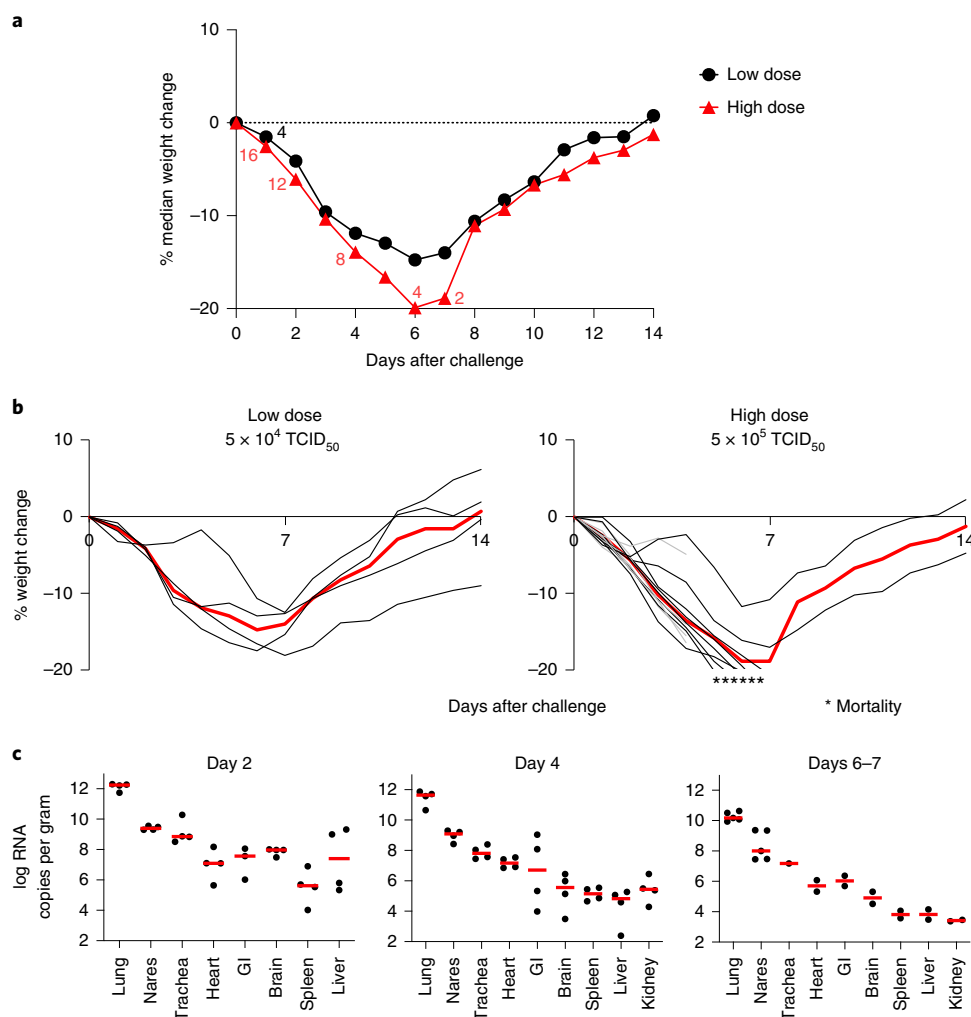 a
10
0
−10
−20
% median weight change
4
16
12
8
4
2
0 2 4 6 8 10 12 14
Days after challenge
Low dose
High dose
b
Low dose
5 × 10⁴ TCID₅₀
10
0
−10
−20
% weight change
0 7 14
High dose
5 × 10⁵ TCID₅₀
10
0
−10
−20
0 7 14
******
Days after challenge
* Mortality
c
Day 2
log RNA
copies per gram
12
10
8
6
4
2
Lung
Nares
Trachea
Heart
GI
Brain
Spleen
Liver
Day 4
12
10
8
6
4
2
Lung
Nares
Trachea
Heart
GI
Brain
Spleen
Liver
Kidney
Days 6–7
12
10
8
6
4
2
Lung
Nares
Trachea
Heart
GI
Brain
Spleen
Liver
Kidney